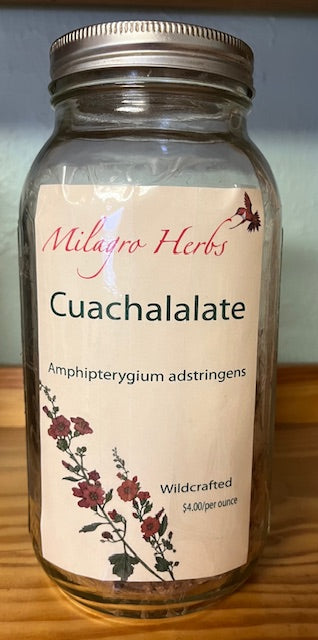 Milagro Herbs
Cuachalalate
Amphipterygium adstringens
Wildcrafted
$4.00/per ounce